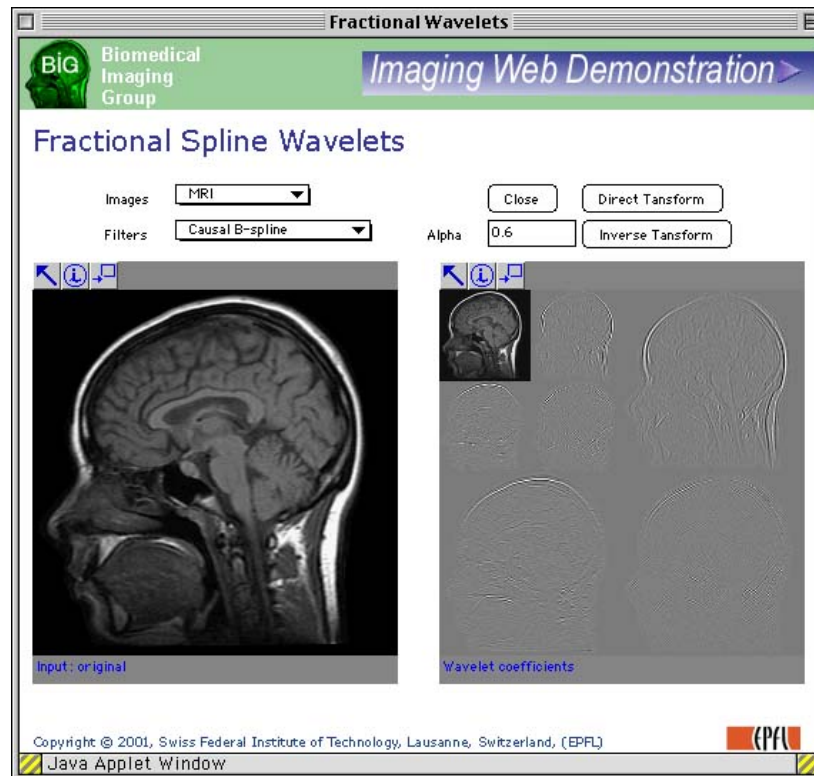 Fractional Wavelets
BIG
Biomedical
Imaging
Group
Imaging Web Demonstration
Fractional Spline Wavelets
Images MRI Close Direct Tansform
Filters Causal B-spline Alpha 0.6 Inverse Tansform
Input: original
Wavelet coefficients
Copyright @ 2001, Swiss Federal Institute of Technology, Lausanne, Switzerland, (EPFL)
EPFL
Java Applet Window